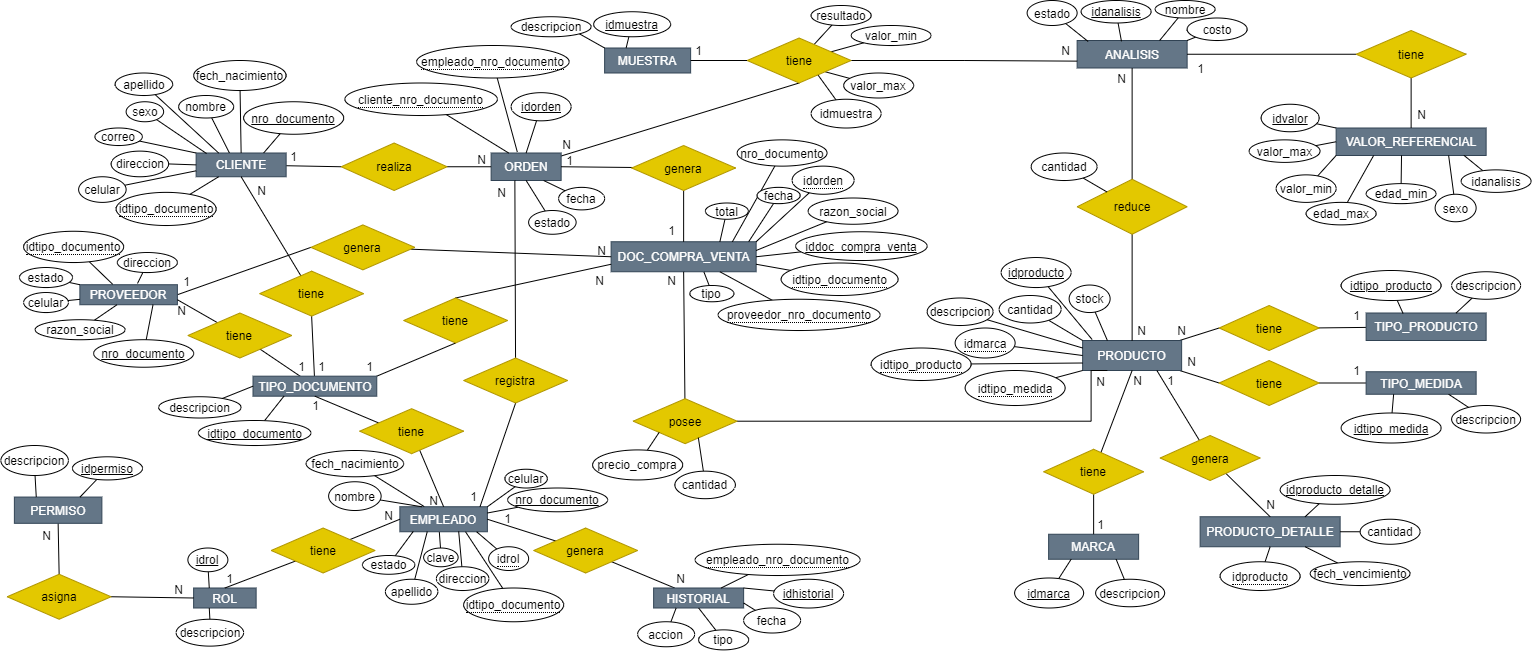 resultado
estado
idanalisis
nombre
descripcion
idmuestra
valor_min
costo
MUESTRA
1
tiene
N
ANALISIS
1
tiene
empleado_nro_documento
fech_nacimiento
apellido
valor_max
N
cliente_nro_documento
idorden
idmuestra
nombre
sexo
nro_documento
idvalor
N
correo
N
VALOR_REFERENCIAL
direccion
CLIENTE
1
realiza
N
ORDEN
1
genera
nro_documento
valor_max
cantidad
celular
N
N
idorden
valor_min
edad_min
idanalisis
idtipo_documento
fecha
fecha
reduce
sexo
edad_max
estado
total
razon_social
1
idtipo_documento
genera
N
DOC_COMPRA_VENTA
iddoc_compra_venta
direccion
estado
1
N
N
idtipo_documento
idproducto
PROVEEDOR
tiene
tipo
stock
idtipo_producto
descripcion
celular
N
cantidad
proveedor_nro_documento
descripcion
razon_social
tiene
tiene
N
N
tiene
1
TIPO_PRODUCTO
idmarca
nro_documento
PRODUCTO
idtipo_producto
N
1
1
1
1
TIPO_DOCUMENTO
registra
idtipo_medida
N
N
1
tiene
1
TIPO_MEDIDA
descripcion
1
idtipo_documento
tiene
posee
idtipo_medida
descripcion
precio_compra
genera
descripcion
idpermiso
fech_nacimiento
tiene
cantidad
celular
nombre
N
1
nro_documento
idproducto_detalle
PERMISO
N
EMPLEADO
1
N
1
PRODUCTO_DETALLE
cantidad
N
idrol
tiene
clave
idrol
genera
MARCA
estado
direccion
empleado_nro_documento
idproducto
fech_vencimiento
1
N
apellido
N
asigna
N
ROL
idtipo_documento
HISTORIAL
idhistorial
idmarca
descripcion
fecha
descripcion
accion
tipo